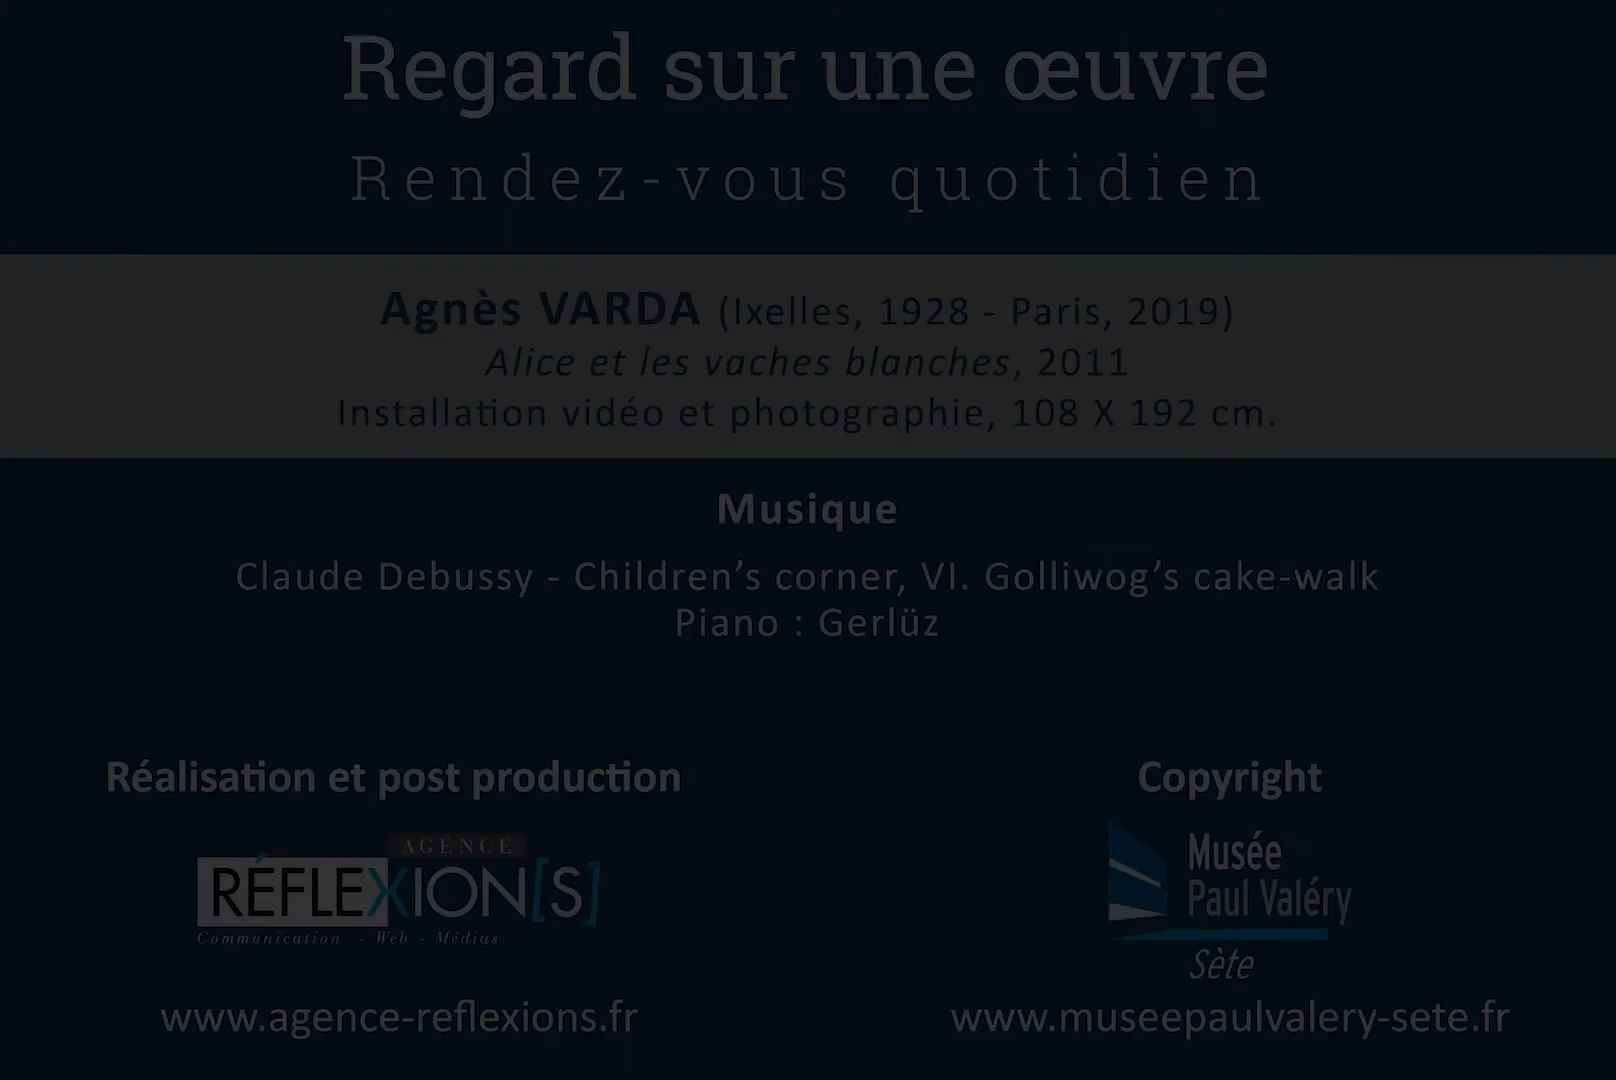 Regard sur une œuvre
Rendez-vous quotidien
Agnès VARDA (Ixelles, 1928 - Paris, 2019)
Alice et les vaches blanches, 2011
Installation vidéo et photographie, 108 X 192 cm.
Musique
Claude Debussy - Children’s corner, VI. Golliwog’s cake-walk
Piano : Gerlüz
Réalisation et post production
AGENCE
RÉFLEXION[S]
Communication - Web - Médias
www.agence-reflexions.fr
Copyright
Musée
Paul Valéry
Sète
www.museepaulvalery-sete.fr